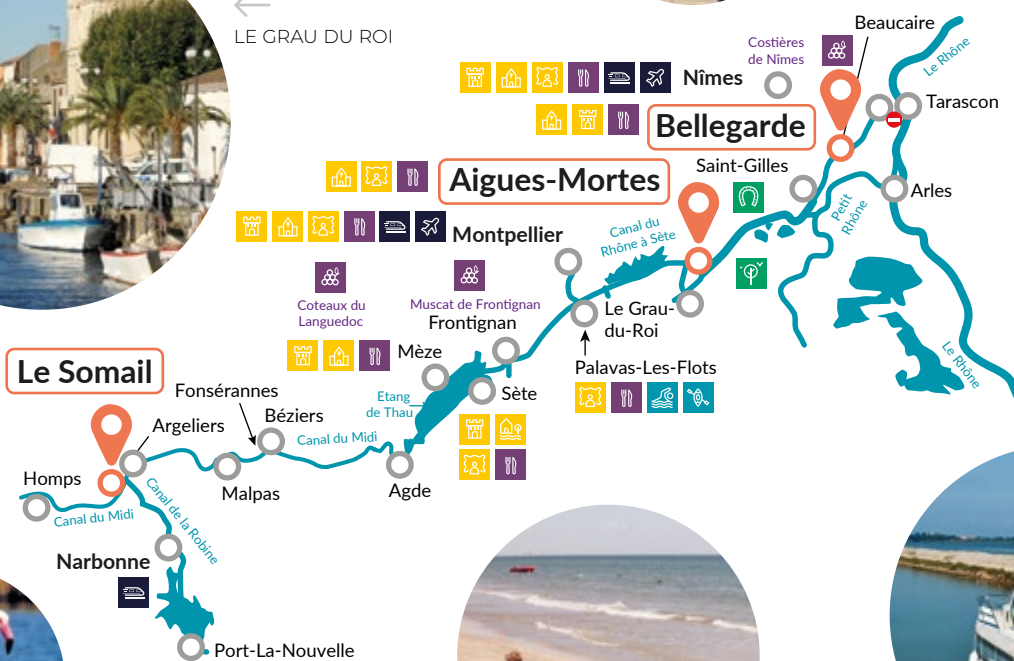 LE GRAU DU ROI
Beaucaire
Costières
de Nîmes
Le Rhône
Nîmes
Tarascon
Bellegarde
Saint-Gilles
Aigues-Mortes
Arles
Petit
Rhône
Canal du
Rhône à Sète
Montpellier
Coteaux du
Languedoc
Muscat de Frontignan
Frontignan
Le Grau-
du-Roi
Mèze
Palavas-Les-Flots
Le Rhône
Le Somail
Fonsérannes
Etang
de Thau
Sète
Argeliers
Béziers
Canal du Midi
Homps
Malpas
Agde
Canal du Midi
Canal de la Robine
Narbonne
Port-La-Nouvelle